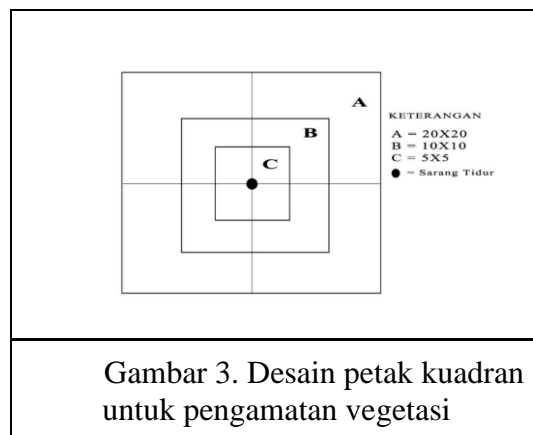 A
B
C
KETERANGAN
A = 20X20
B = 10X10
C = 5X5
● = Sarang Tidur
Gambar 3. Desain petak kuadran
untuk pengamatan vegetasi